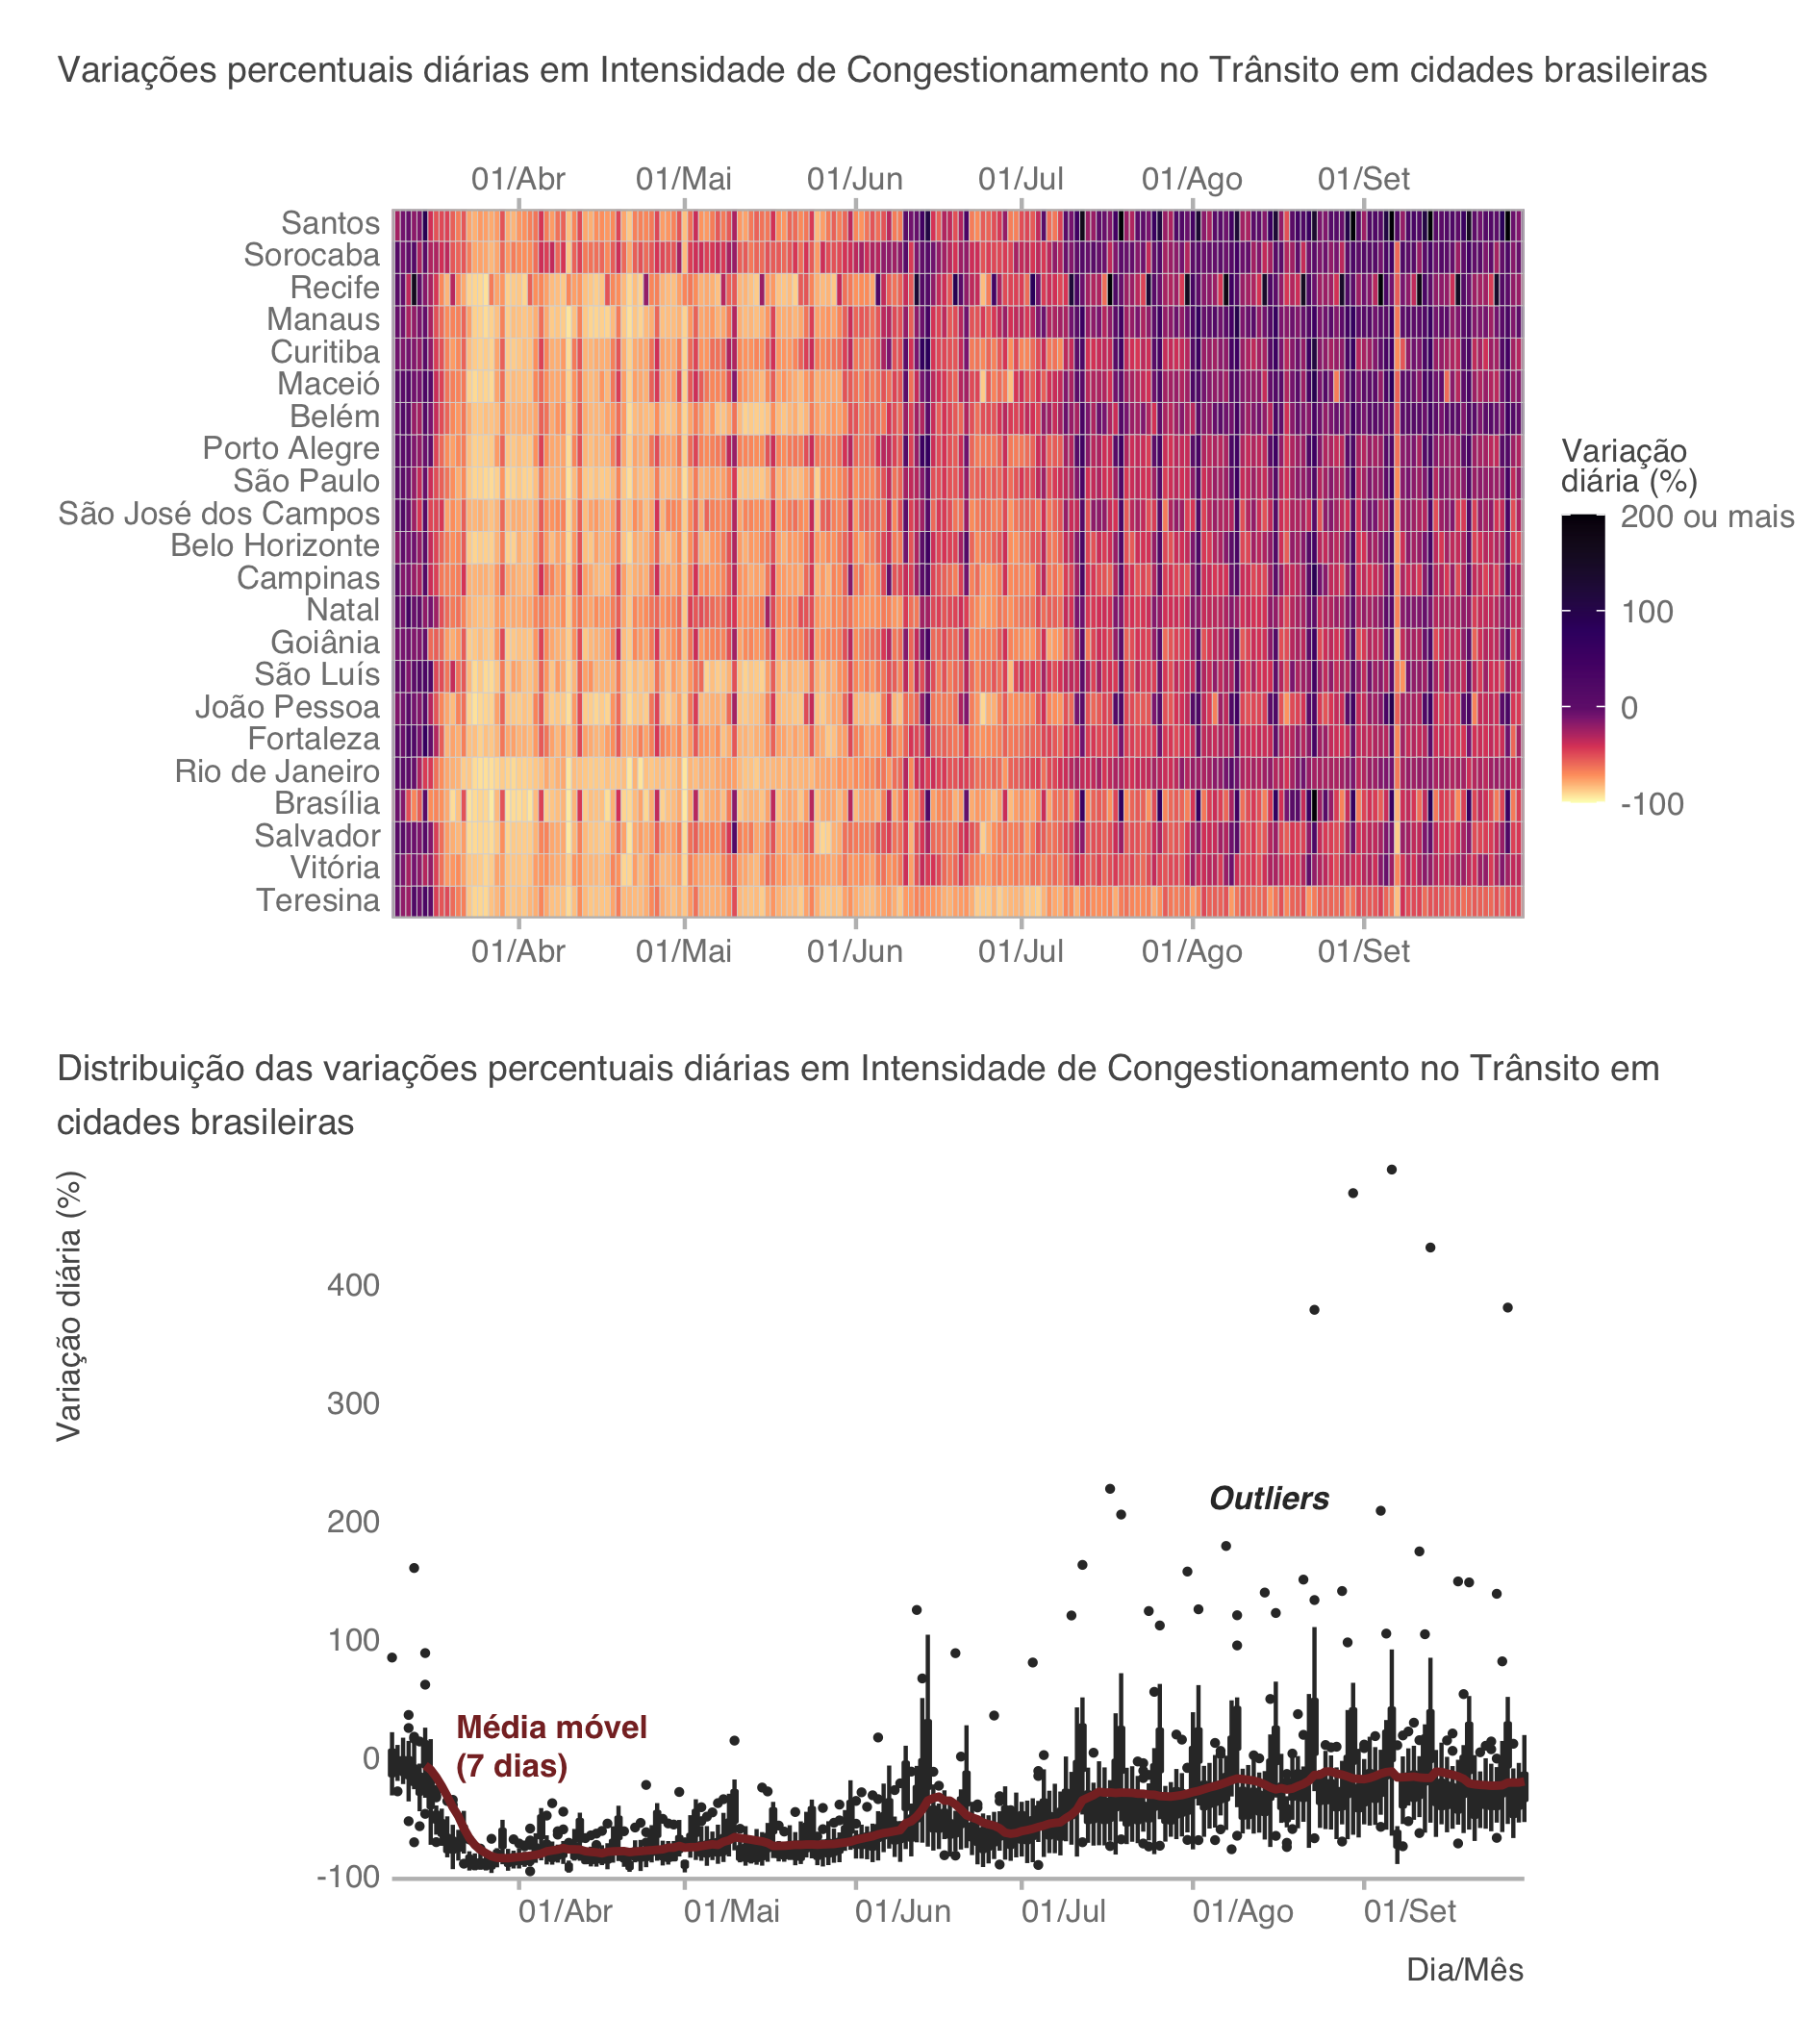 Variações percentuais diárias em Intensidade de Congestionamento no Trânsito em cidades brasileiras
01/Abr 01/Mai 01/Jun 01/Jul 01/Ago 01/Set
Santos
Sorocaba
Recife
Manaus
Curitiba
Maceió
Belém
Porto Alegre
São Paulo
São José dos Campos
Belo Horizonte
Campinas
Natal
Goiânia
São Luís
João Pessoa
Fortaleza
Rio de Janeiro
Brasília
Salvador
Vitória
Teresina
Variação
diária (%)
200 ou mais
100
0
-100
01/Abr 01/Mai 01/Jun 01/Jul 01/Ago 01/Set
Distribuição das variações percentuais diárias em Intensidade de Congestionamento no Trânsito em
cidades brasileiras
Variação diária (%)
400
300
200
100
0
-100
Outliers
Média móvel
(7 dias)
01/Abr 01/Mai 01/Jun 01/Jul 01/Ago 01/Set
Dia/Mês